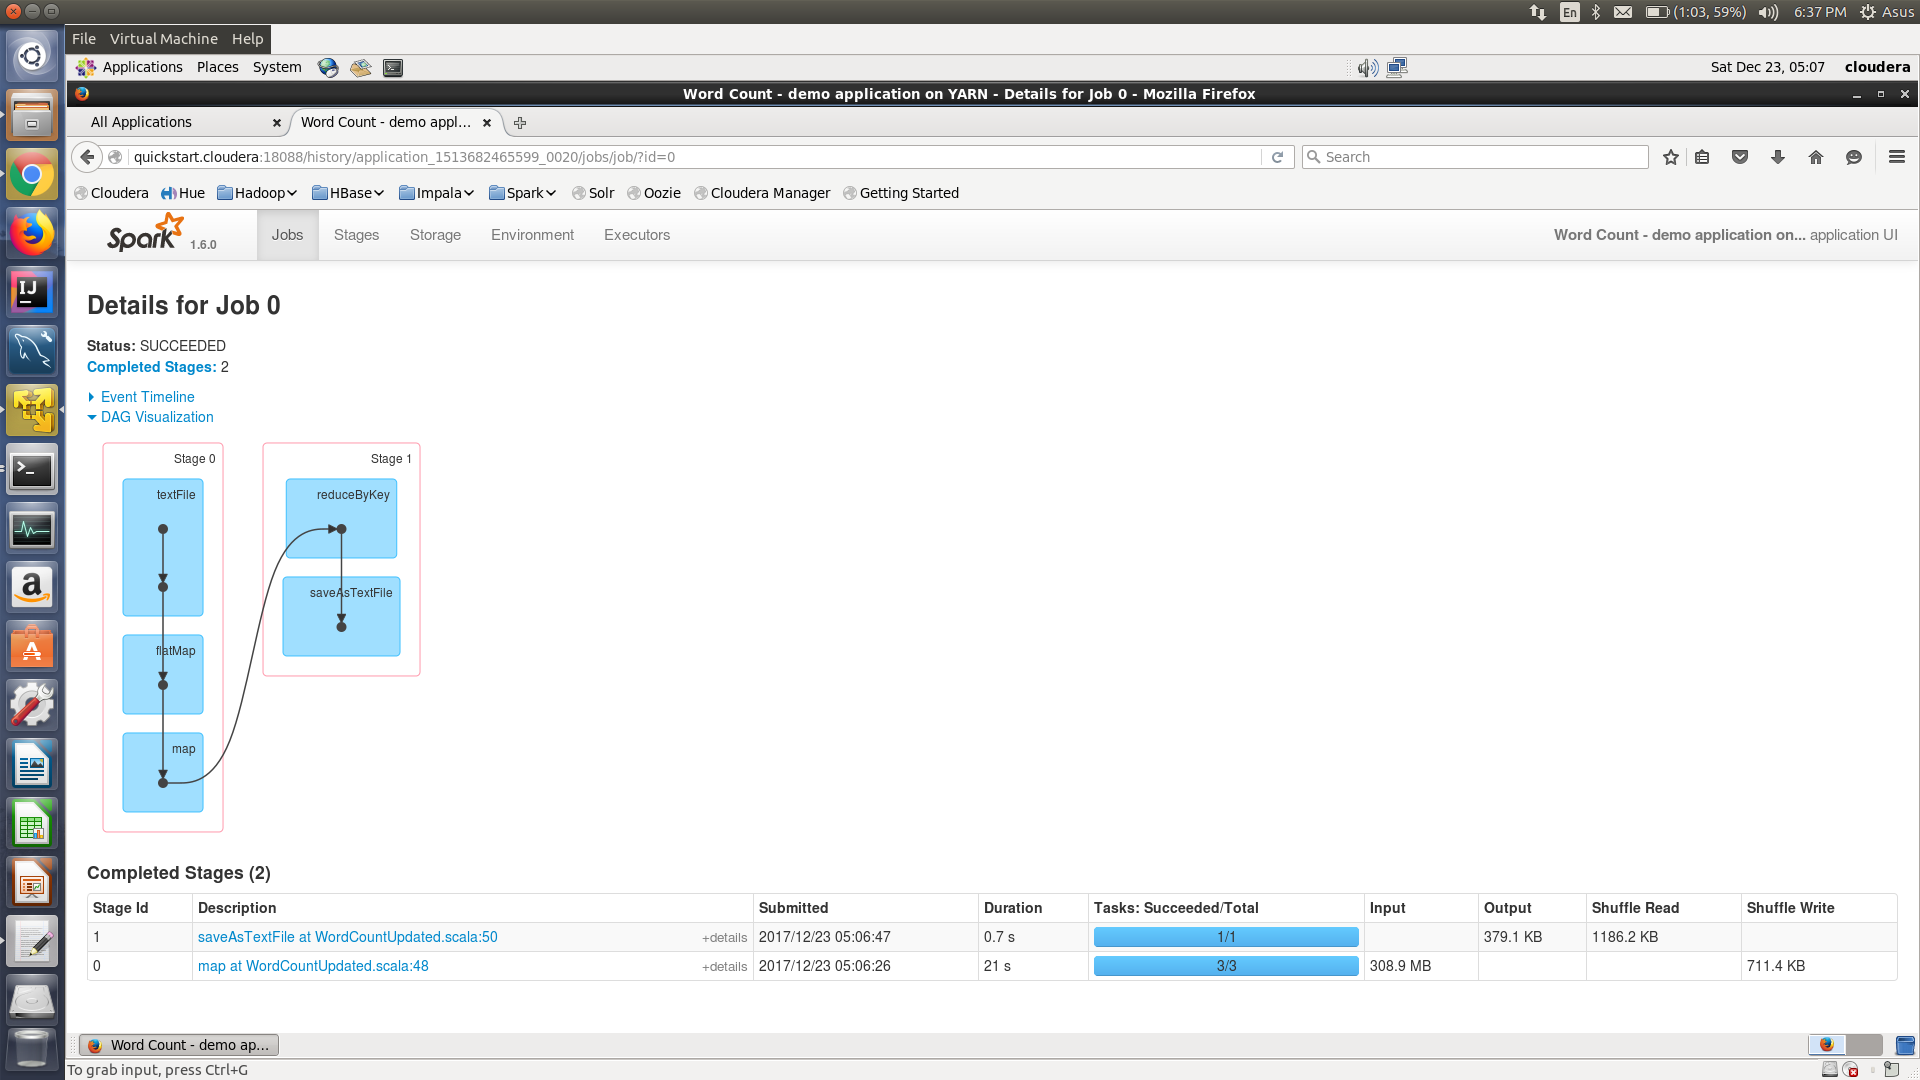 En (1:03, 59%) 6:37 PM Asus
File Virtual Machine Help
Applications Places System Sat Dec 23, 05:07 cloudera
Word Count - demo application on YARN - Details for Job 0 - Mozilla Firefox
All Applications Word Count - demo appl...
quickstart.cloudera:18088/history/application_1513682465599_0020/jobs/job/?id=0 Search
Cloudera Hue Hadoop HBase Impala Spark Solr Oozie Cloudera Manager Getting Started
Spark 1.6.0 Jobs Stages Storage Environment Executors Word Count - demo application on... application UI
Details for Job 0
Status: SUCCEEDED
Completed Stages: 2
Event Timeline
DAG Visualization
Stage 0
textFile
flatMap
map
Stage 1
reduceByKey
saveAsTextFile
Completed Stages (2)
Stage Id Description Submitted Duration Tasks: Succeeded/Total Input Output Shuffle Read Shuffle Write
1 saveAsTextFile at WordCountUpdated.scala:50 +details 2017/12/23 05:06:47 0.7 s 1/1 379.1 KB 1186.2 KB
0 map at WordCountUpdated.scala:48 +details 2017/12/23 05:06:26 21 s 3/3 308.9 MB 711.4 KB
Word Count - demo ap...
To grab input, press Ctrl+G